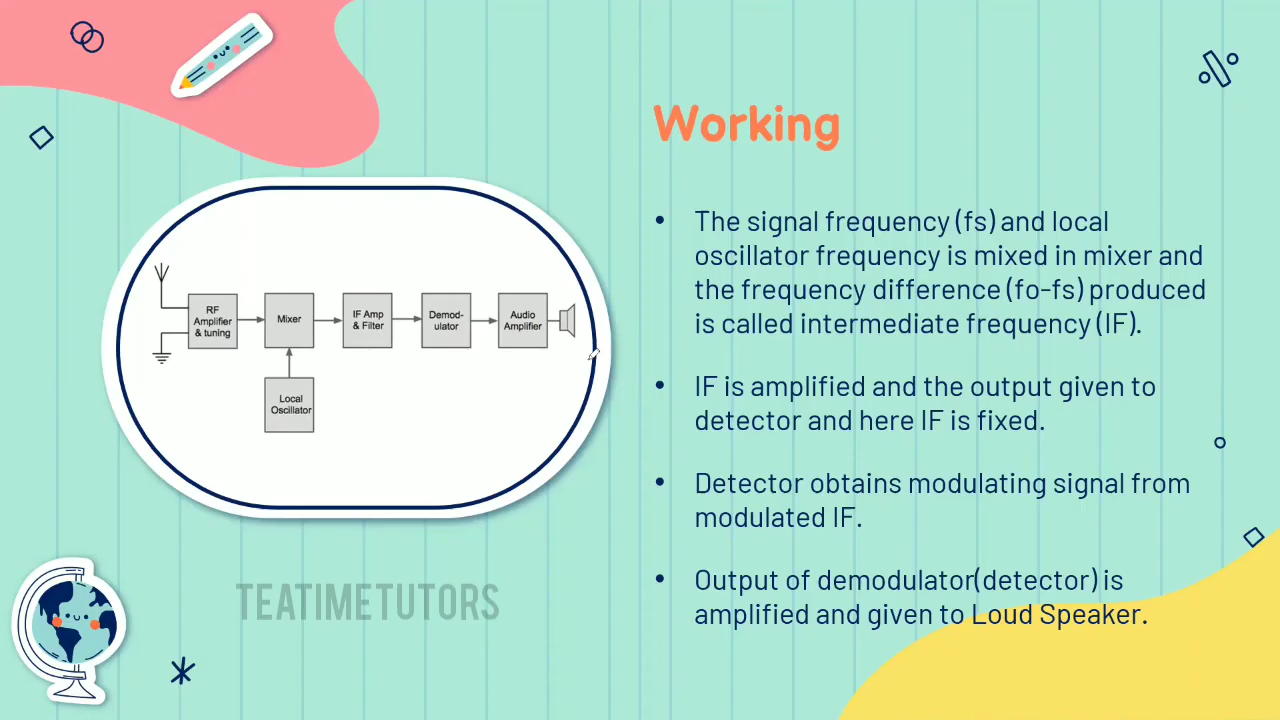 Working
• The signal frequency (fs) and local
oscillator frequency is mixed in mixer and
the frequency difference (fo-fs) produced
is called intermediate frequency (IF).
• IF is amplified and the output given to
detector and here IF is fixed.
• Detector obtains modulating signal from
modulated IF.
• Output of demodulator(detector) is
amplified and given to Loud Speaker.
RF
Amplifier
& tuning
Mixer
IF Amp
& Filter
Demod-
ulator
Audio
Amplifier
Local
Oscillator
TEATIMETUTORS